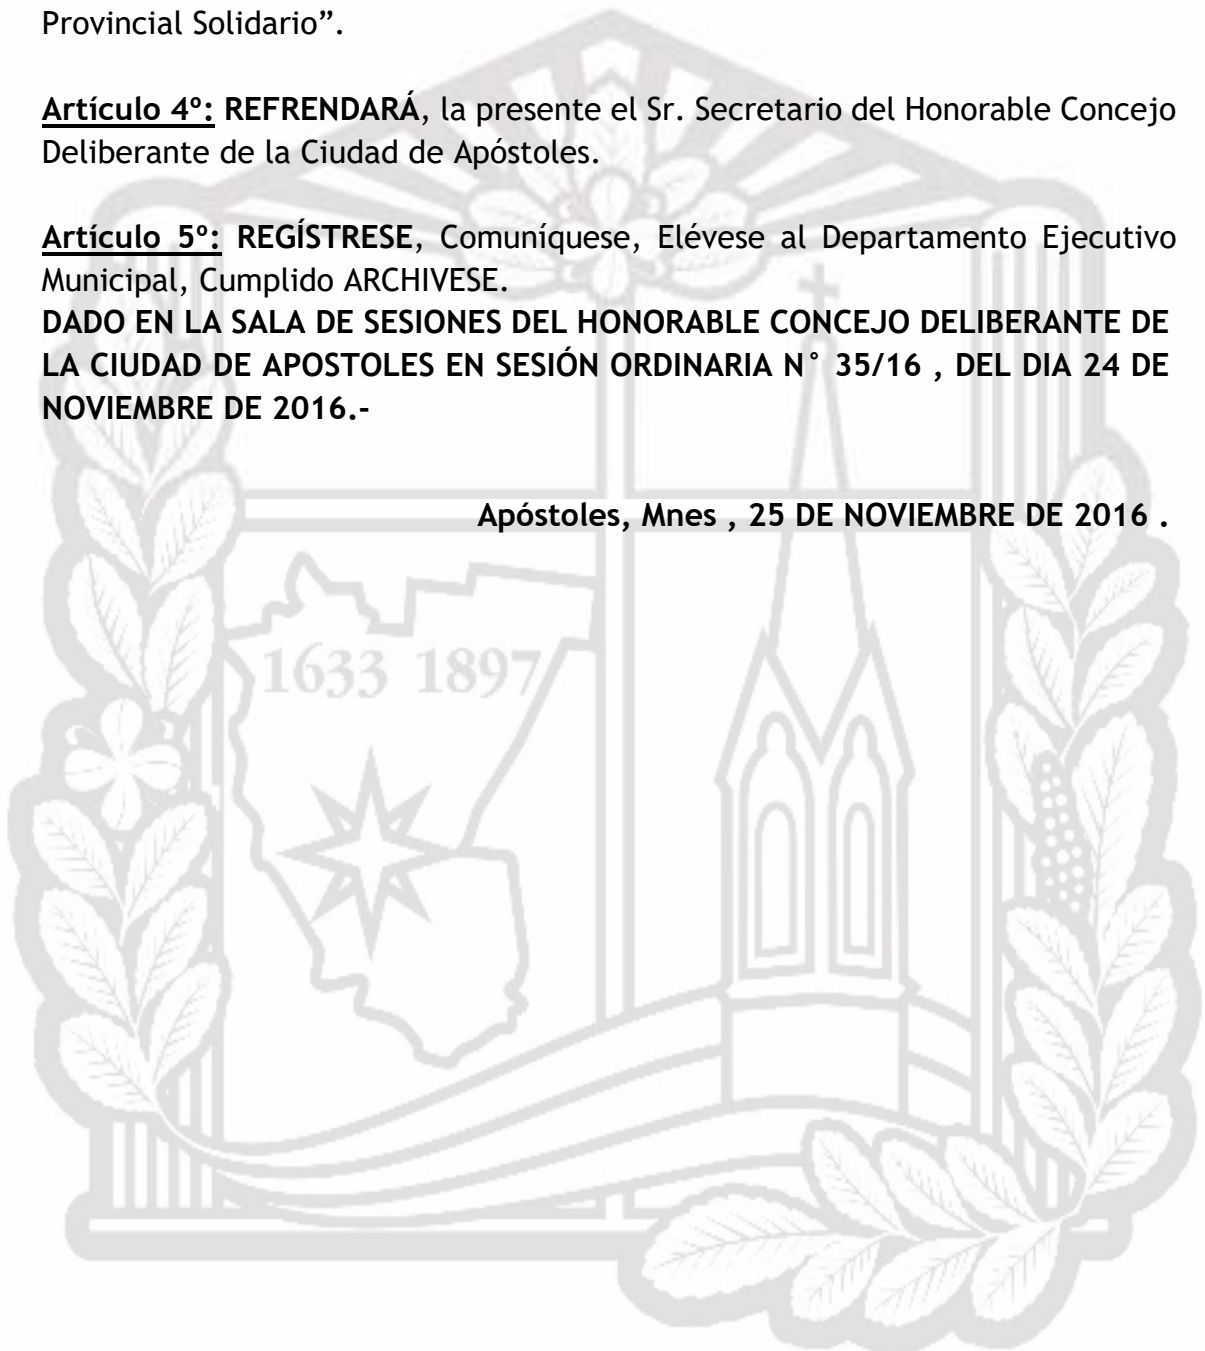 Provincial Solidario”.
Artículo 4º: REFRENDARÁ, la presente el Sr. Secretario del Honorable Concejo
Deliberante de la Ciudad de Apóstoles.
Artículo 5º: REGÍSTRESE, Comuníquese, Elévese al Departamento Ejecutivo
Municipal, Cumplido ARCHIVESE.
DADO EN LA SALA DE SESIONES DEL HONORABLE CONCEJO DELIBERANTE DE
LA CIUDAD DE APOSTOLES EN SESIÓN ORDINARIA N° 35/16 , DEL DIA 24 DE
NOVIEMBRE DE 2016.-
Apóstoles, Mnes , 25 DE NOVIEMBRE DE 2016 .
1633 1897